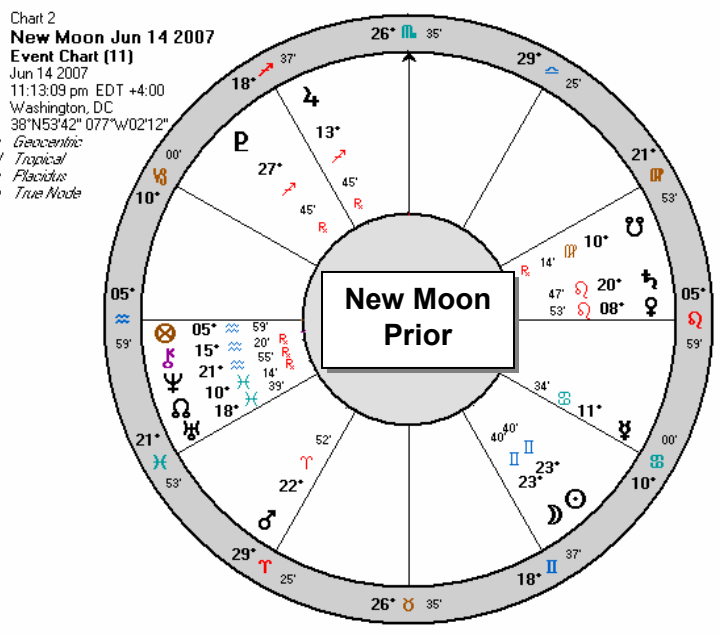 Chart 2
New Moon Jun 14 2007
Event Chart (11)
Jun 14 2007
11:13:09 pm EDT +4:00
Washington, DC
38°N53'42" 077°W02'12"
Geocentric
Tropical
Placidus
True Node
26° ♏ 35'
29° ♎ 25'
21° ♍ 53'
05° ♌ 59'
00' ♋ 10°
37' ♊ 18°
26° ♉ 35'
29° ♈ 25'
21° ♓ 53'
05° ♒ 59'
00' ♑ 10°
18° ♐ 37'
♃ 13° ♐ 45' ℞
♇ 27° ♐ 45' ℞
☋ 10° ♍ 14' ℞
♄ 20° ♌ 47'
♀ 08° ♌ 53'
☿ 11° ♋ 34'
☉ 23° ♊ 40'
☽ 23° ♊ 40'
♂ 22° ♈ 52'
⊗ 05° ♒ 59'
⚷ 15° ♒ 20' ℞
♆ 21° ♒ 55' ℞
☊ 10° ♓ 14' ℞
♅ 18° ♓ 39'
New Moon
Prior